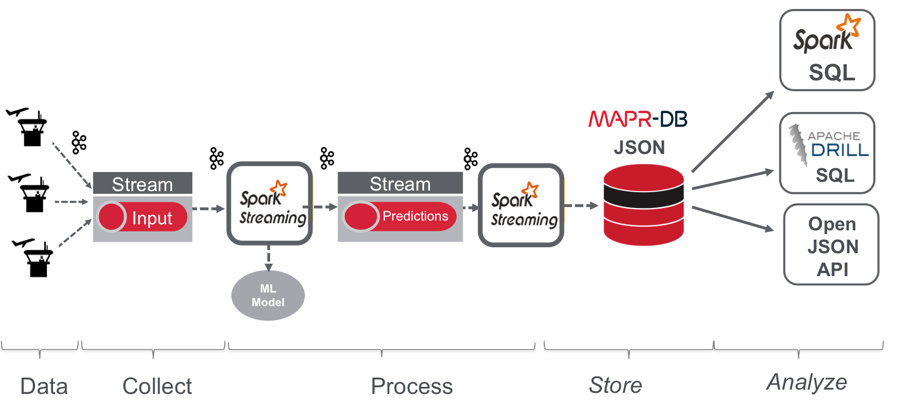 Spark
SQL
MAPR-DB
JSON
APACHE
DRILL
SQL
Stream
Input
Spark
Streaming
Stream
Predictions
Spark
Streaming
Open
JSON
API
ML
Model
Data
Collect
Process
Store
Analyze